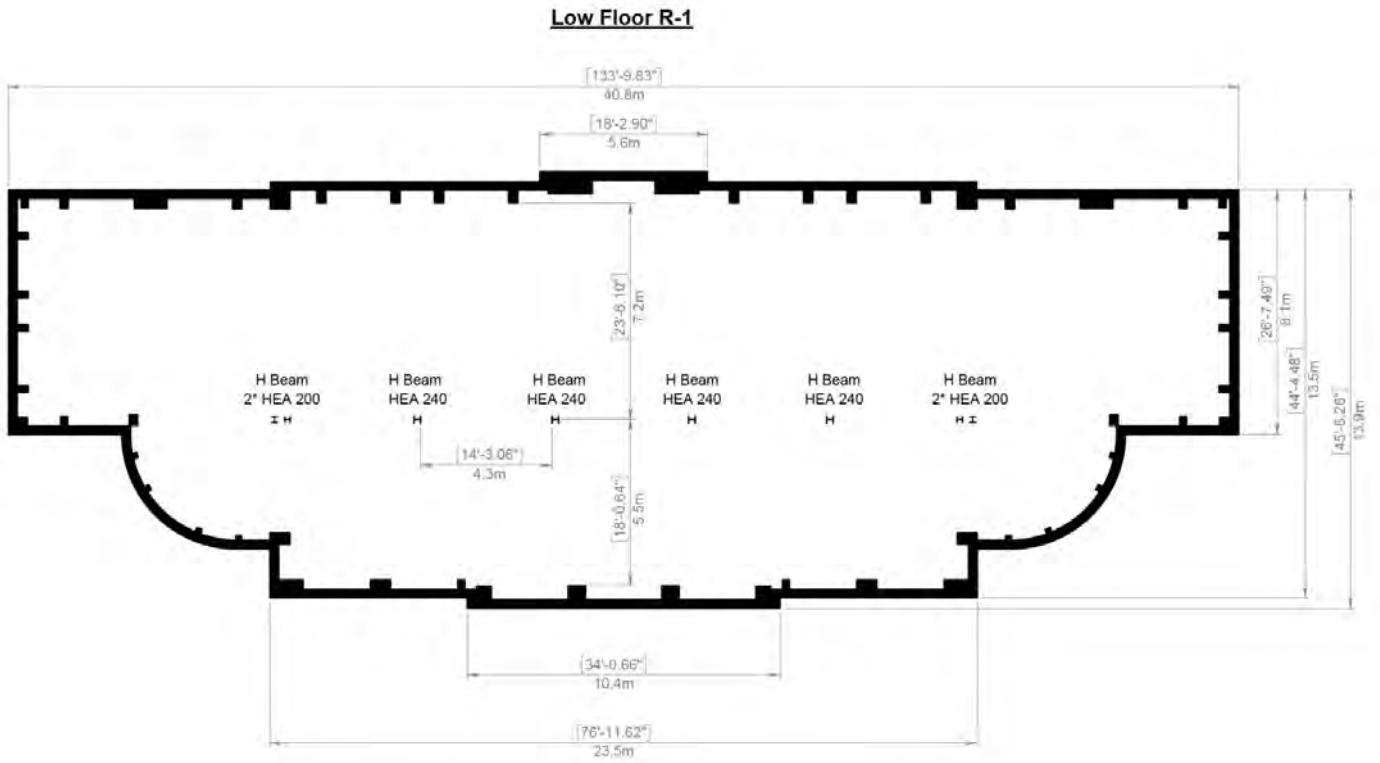 Low Floor R-1
[133'-9.83"]
40.8m
[18'-2.90"]
5.6m
[23'-8.10"]
7.2m
[26'-7.49"]
8.1m
[44'-4.48"]
13.5m
[45'-6.26"]
13.9m
H Beam
2* HEA 200
H Beam
HEA 240
H Beam
HEA 240
H Beam
HEA 240
H Beam
HEA 240
H Beam
2* HEA 200
[14'-3.06"]
4.3m
[18'-0.64"]
5.5m
[34'-0.66"]
10.4m
[76'-11.62"]
23.5m